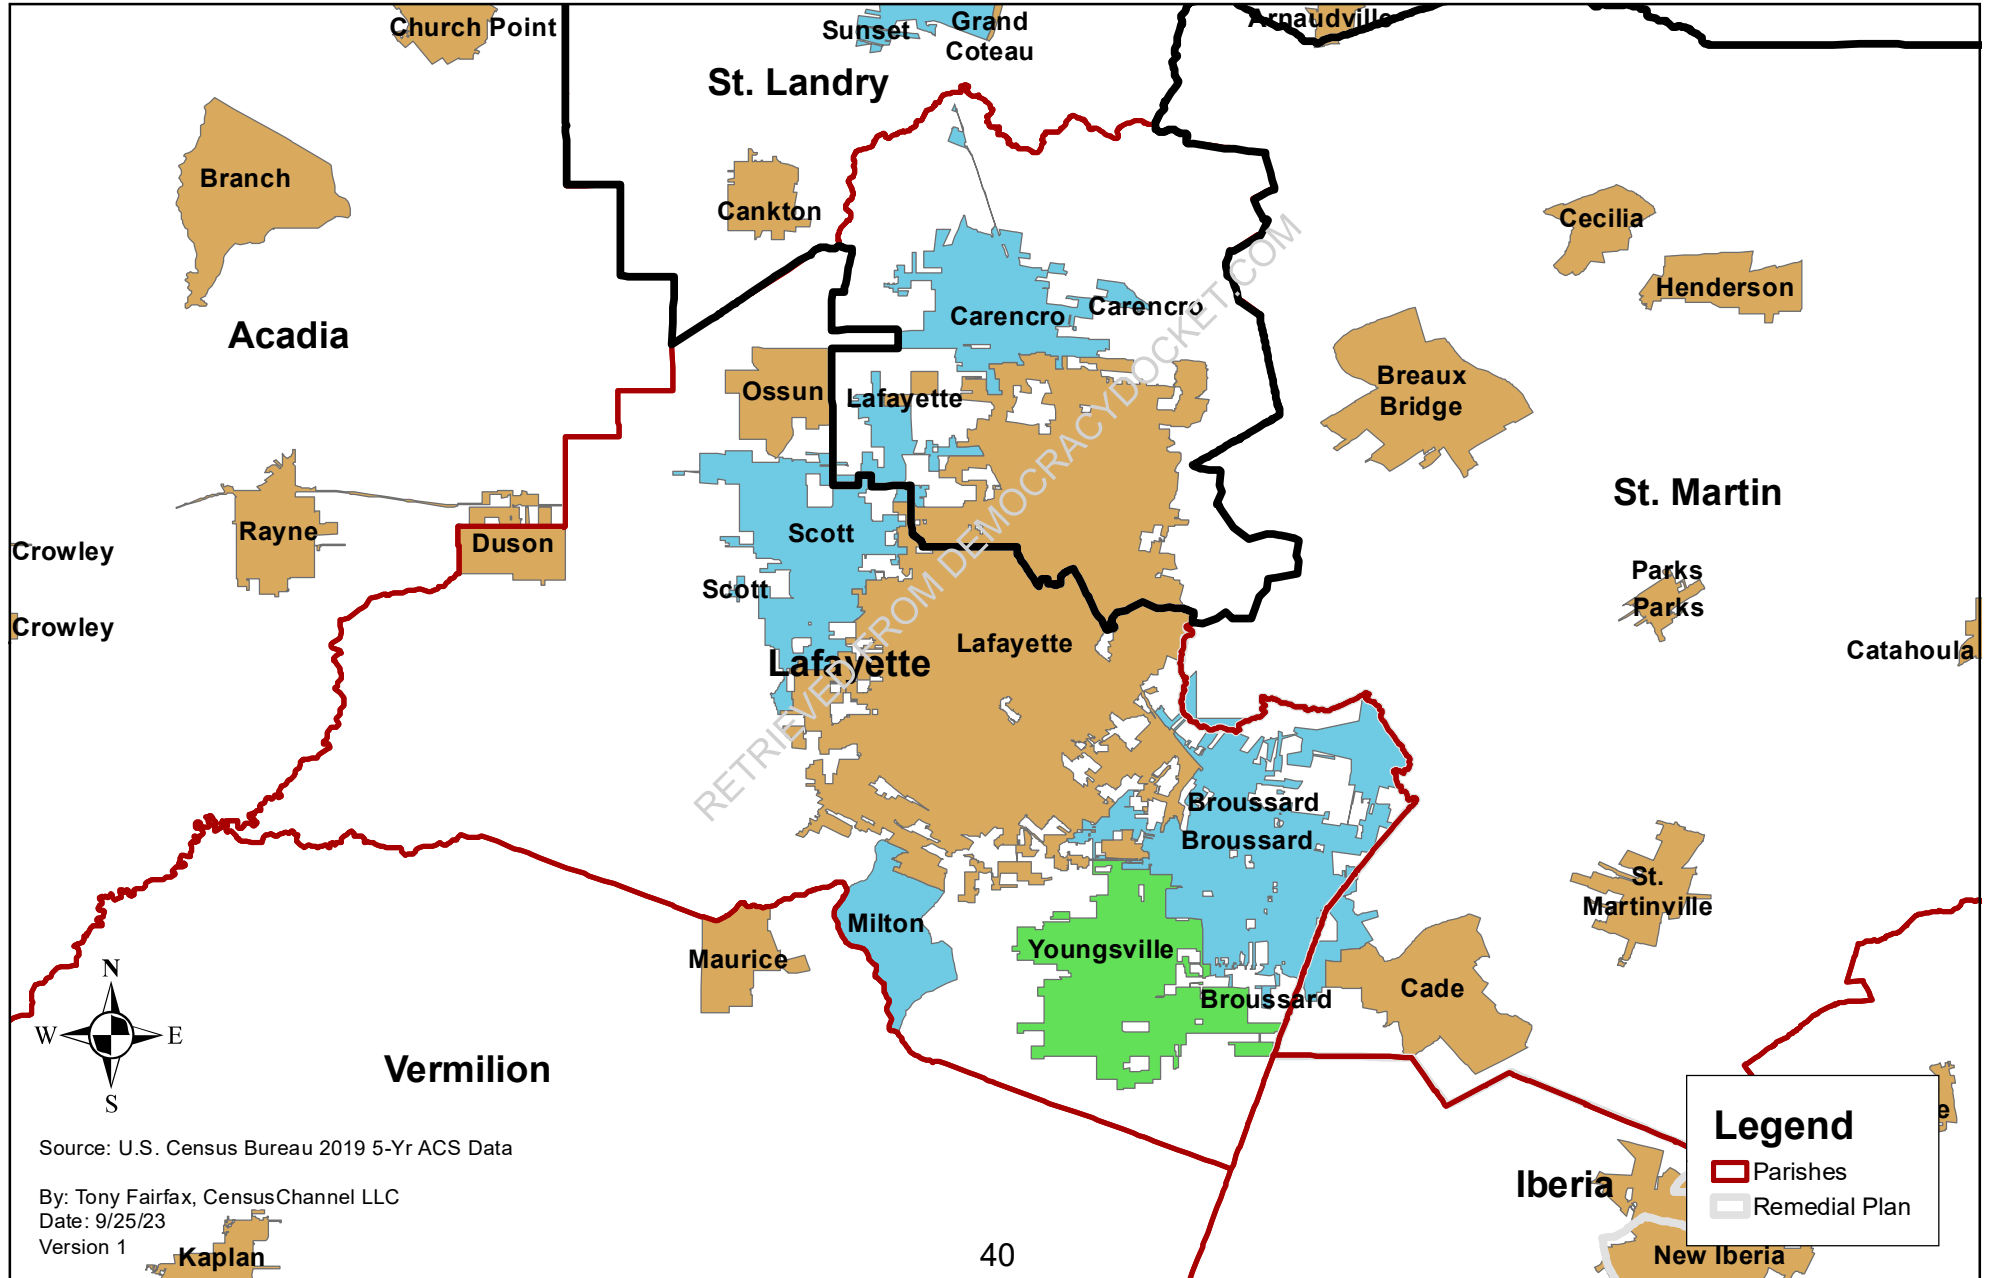 Church Point
Sunset
Grand
Coteau
Arnaudville
St. Landry
Branch
Cankton
Cecilia
Henderson
Carencro
Carencro
Acadia
Ossun
Lafayette
Breaux
Bridge
St. Martin
Rayne
Duson
Scott
Crowley
Scott
Parks
Parks
Crowley
Lafayette
Lafayette
Catahoula
RETRIEVED FROM DEMOCRACYDOCKET.COM
Broussard
Broussard
St.
Martinville
Milton
Maurice
Youngsville
Cade
Broussard
N
W
E
S
Vermilion
Source: U.S. Census Bureau 2019 5-Yr ACS Data
By: Tony Fairfax, CensusChannel LLC
Date: 9/25/23
Version 1
Kaplan
40
Iberia
New Iberia
e
Legend
Parishes
Remedial Plan